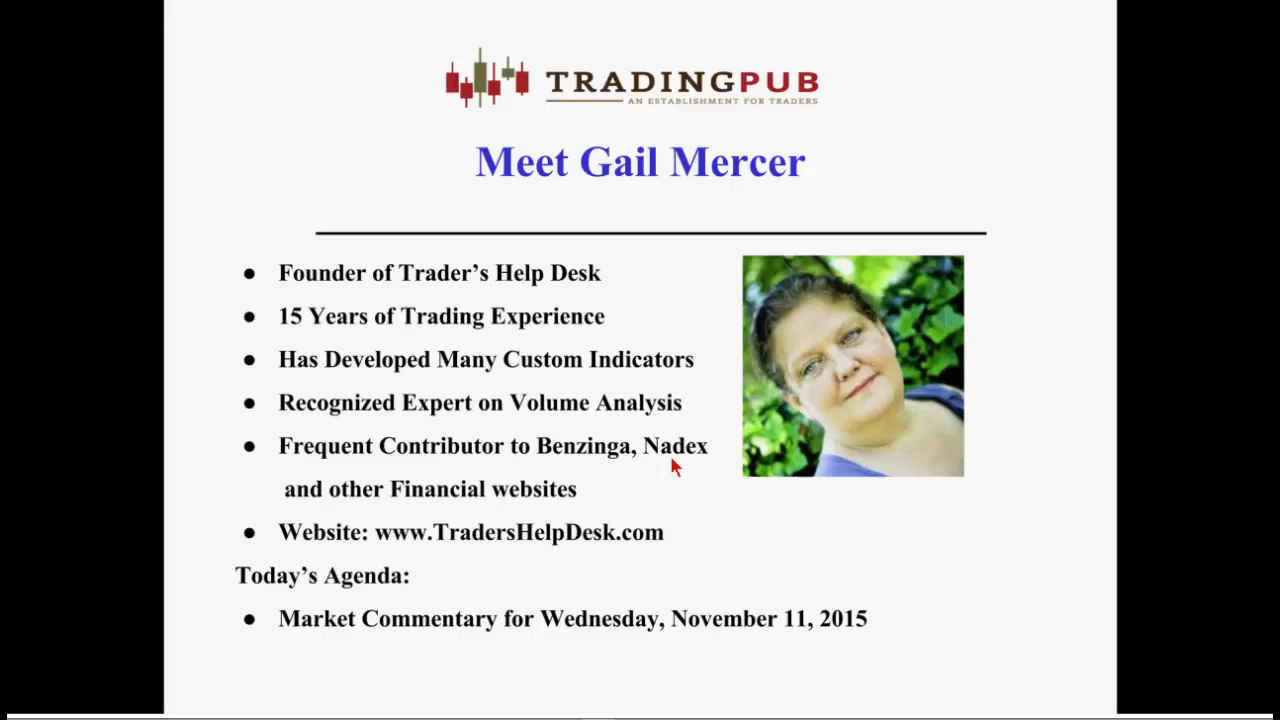 TRADINGPUB
AN ESTABLISHMENT FOR TRADERS
Meet Gail Mercer
● Founder of Trader’s Help Desk
● 15 Years of Trading Experience
● Has Developed Many Custom Indicators
● Recognized Expert on Volume Analysis
● Frequent Contributor to Benzinga, Nadex
and other Financial websites
● Website: www.TradersHelpDesk.com
Today’s Agenda:
● Market Commentary for Wednesday, November 11, 2015